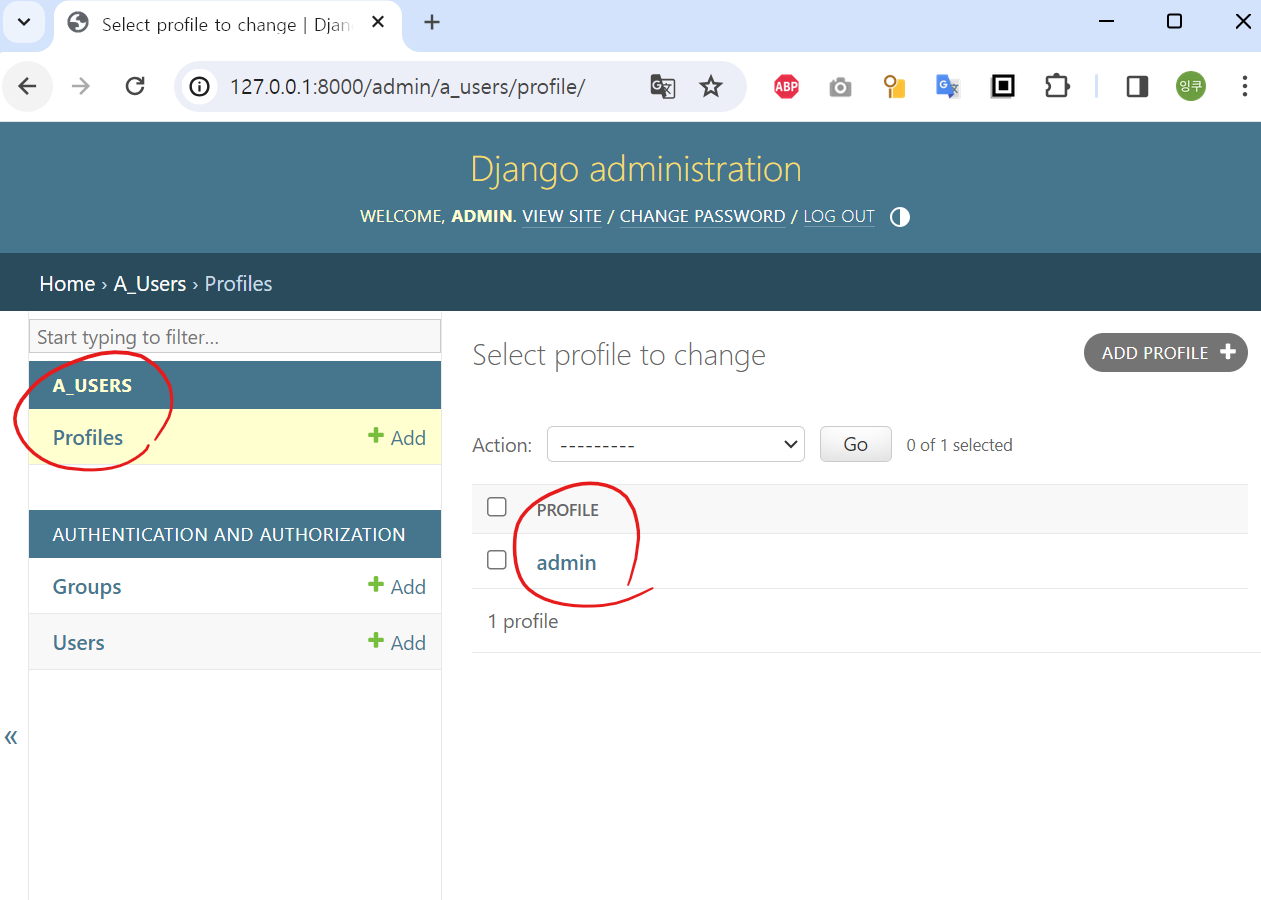 Select profile to change | Djan
127.0.0.1:8000/admin/a_users/profile/
ABP
G
잉쿠
Django administration
WELCOME, ADMIN. VIEW SITE / CHANGE PASSWORD / LOG OUT
Home › A_Users › Profiles
Start typing to filter...
A_USERS
Profiles + Add
AUTHENTICATION AND AUTHORIZATION
Groups + Add
Users + Add
«
Select profile to change
ADD PROFILE +
Action: --------- Go 0 of 1 selected
PROFILE
admin
1 profile